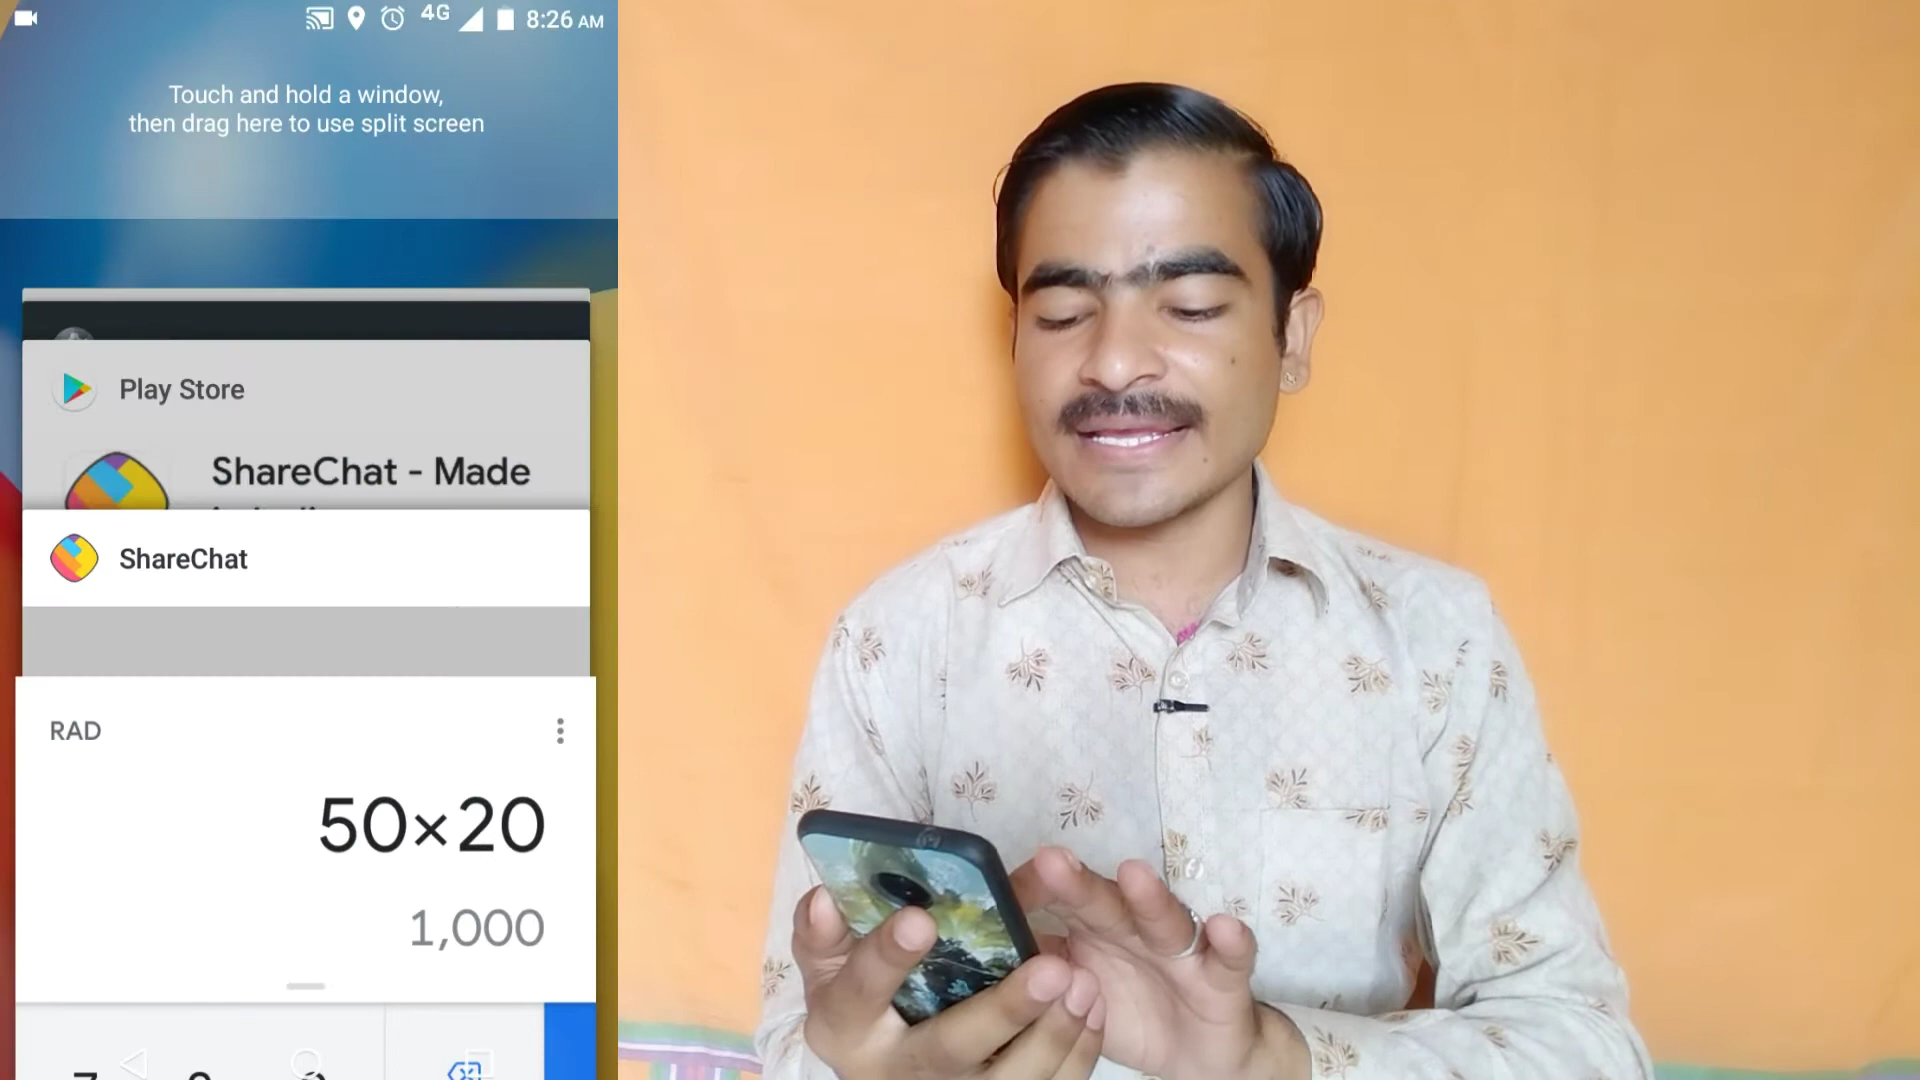 4G 8:26 AM
Touch and hold a window,
then drag here to use split screen
Play Store
ShareChat - Made
ShareChat
RAD
50×20
1,000